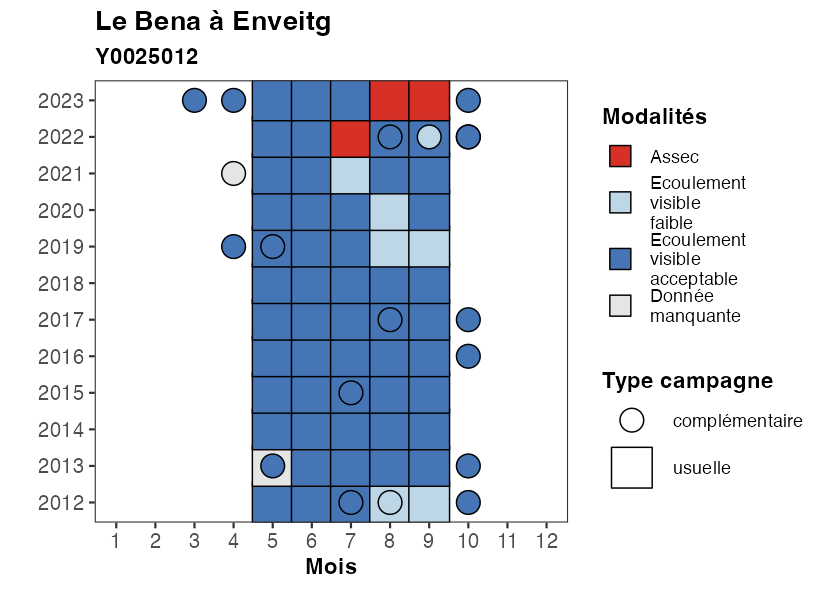 Le Bena à Enveitg
Y0025012
2023
2022
2021
2020
2019
2018
2017
2016
2015
2014
2013
2012
1 2 3 4 5 6 7 8 9 10 11 12
Mois
Modalités
Assec
Ecoulement
visible
faible
Ecoulement
visible
acceptable
Donnée
manquante
Type campagne
complémentaire
usuelle